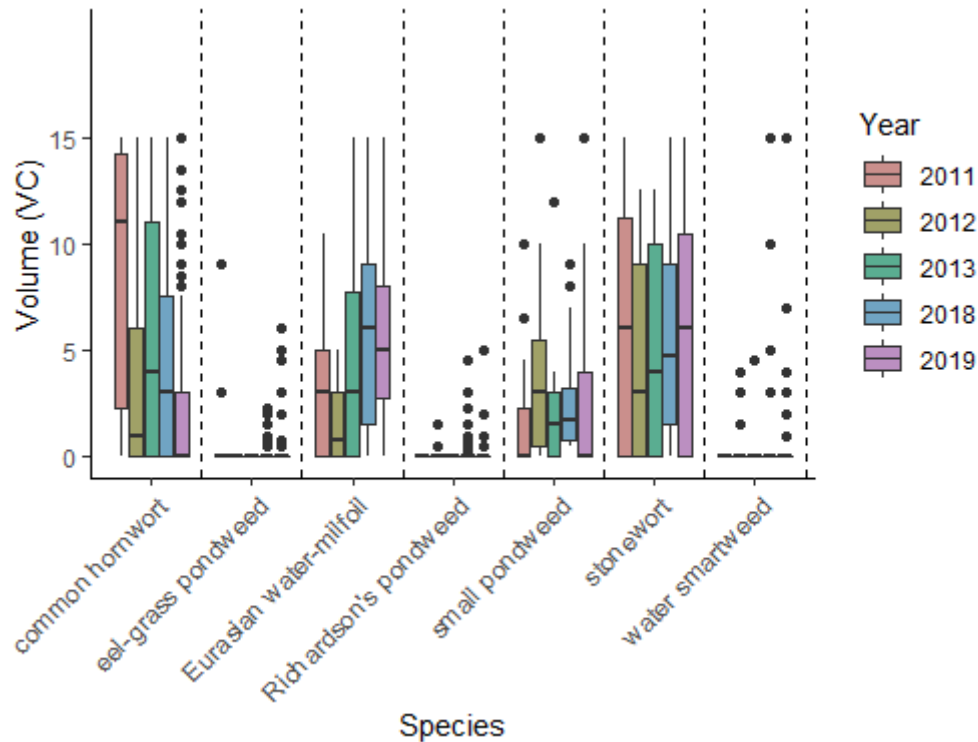 Volume (VC)
15
10
5
0
common hornwort
eel-grass pondweed
Eurasian water-milfoil
Richardson's pondweed
small pondweed
stonewort
water smartweed
Species
Year
2011
2012
2013
2018
2019